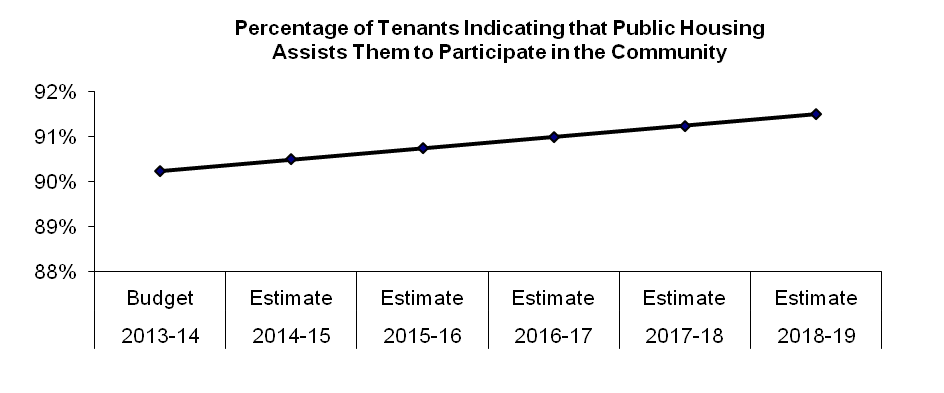 Percentage of Tenants Indicating that Public Housing
Assists Them to Participate in the Community
92%
91%
90%
89%
88%
Budget Estimate Estimate Estimate Estimate Estimate
2013-14 2014-15 2015-16 2016-17 2017-18 2018-19